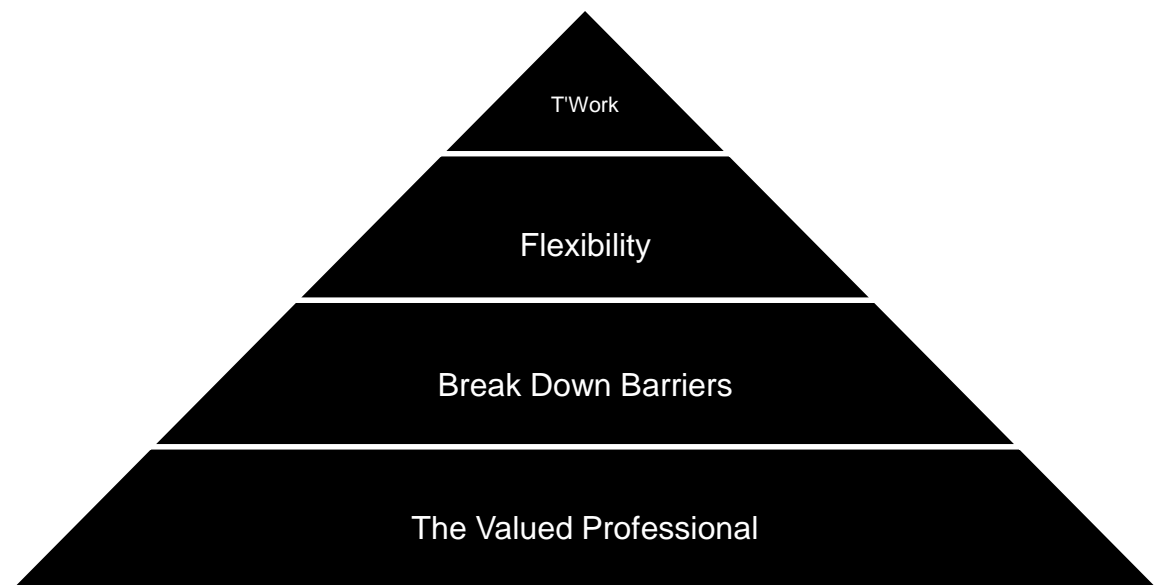 T'Work
Flexibility
Break Down Barriers
The Valued Professional